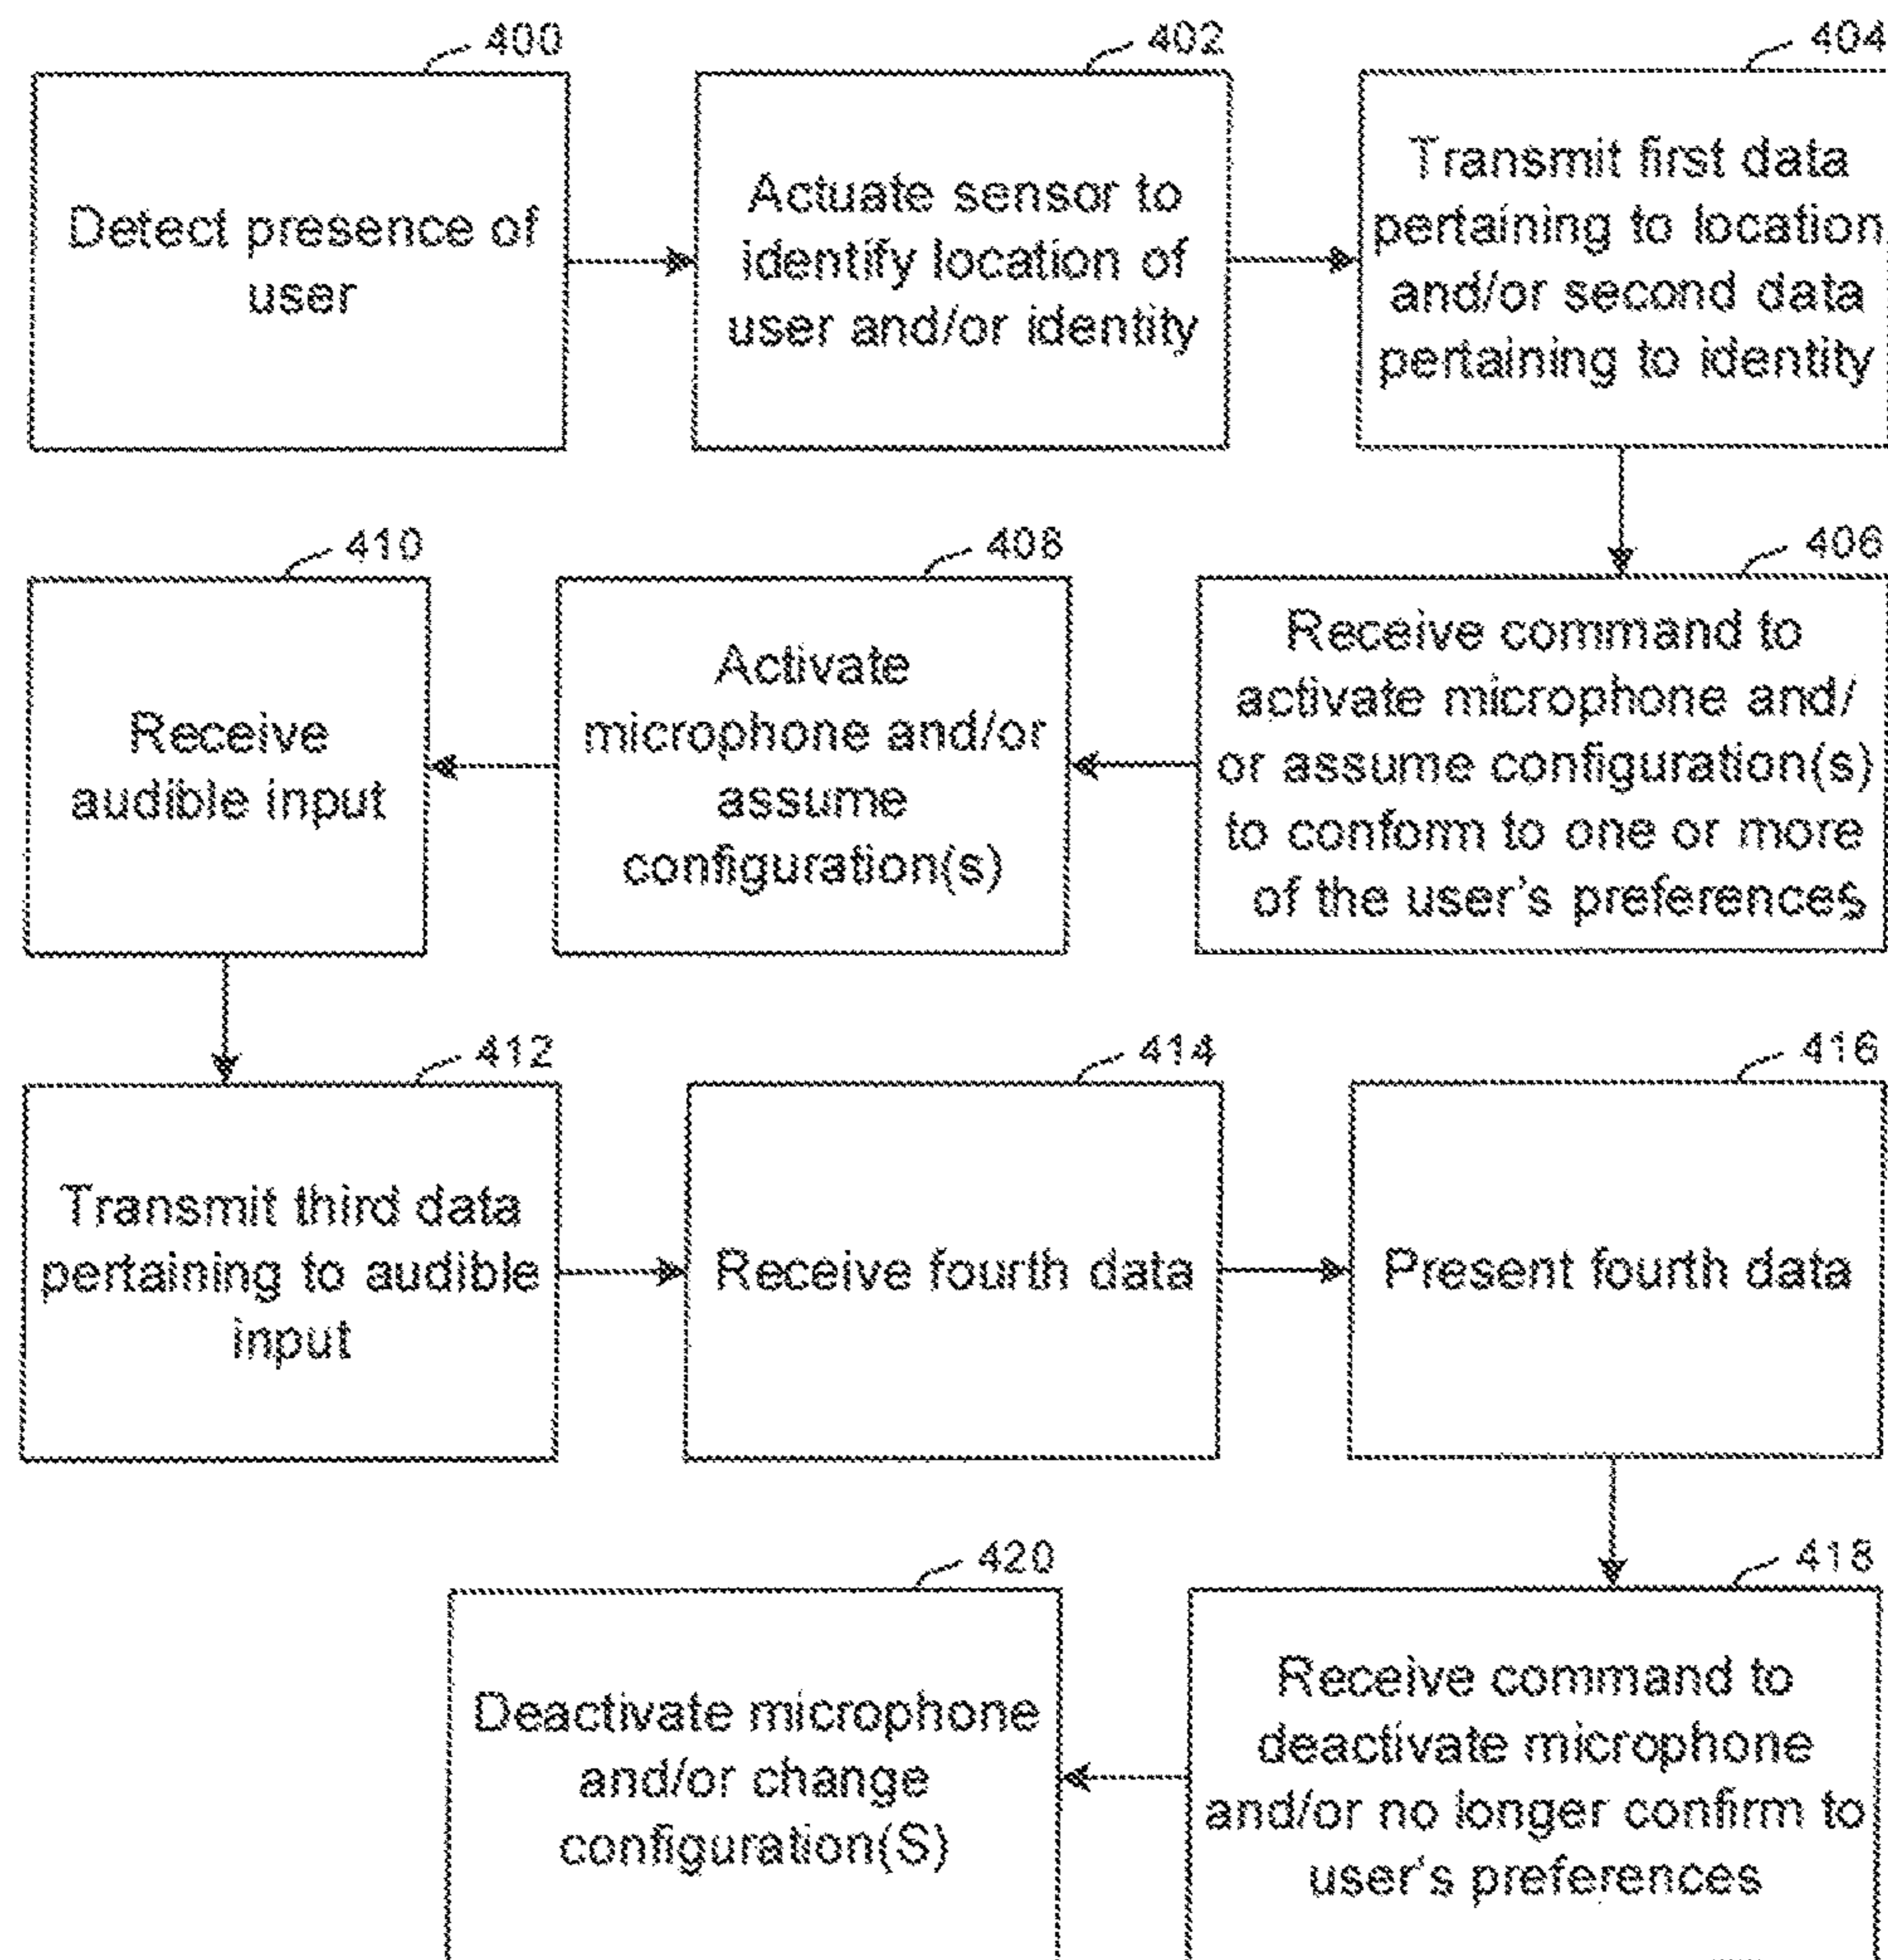 400
Detect presence of
user
402
Actuate sensor to
identify location of
user and/or identity
404
Transmit first data
pertaining to location
and/or second data
pertaining to identity
406
Receive command to
activate microphone and/
or assume configuration(s)
to conform to one or more
of the user's preferences
408
Activate
microphone and/or
assume
configuration(s)
410
Receive
audible input
412
Transmit third data
pertaining to audible
input
414
Receive fourth data
416
Present fourth data
418
Receive command to
deactivate microphone
and/or no longer confirm to
user's preferences
420
Deactivate microphone
and/or change
configuration(S)